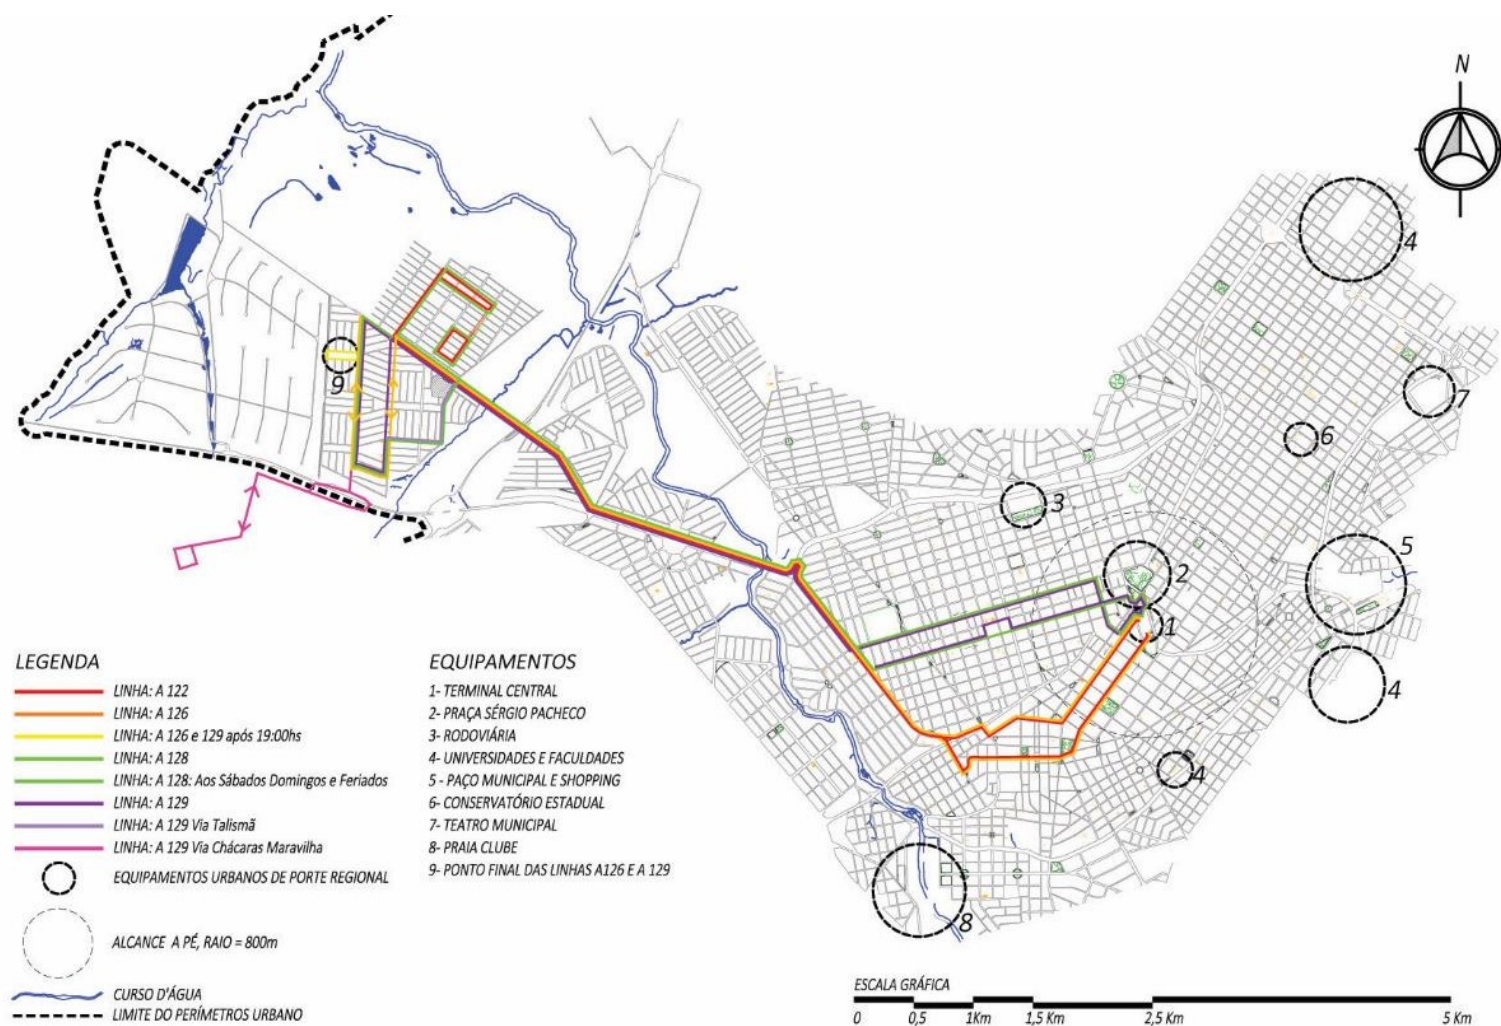 N
4
7
6
3
5
2
1
4
4
8
9
LEGENDA
LINHA: A 122
LINHA: A 126
LINHA: A 126 e 129 após 19:00hs
LINHA: A 128
LINHA: A 128: Aos Sábados Domingos e Feriados
LINHA: A 129
LINHA: A 129 Via Talismã
LINHA: A 129 Via Chácaras Maravilha
EQUIPAMENTOS URBANOS DE PORTE REGIONAL
ALCANCE A PÉ, RAIO = 800m
CURSO D'ÁGUA
LIMITE DO PERÍMETROS URBANO
EQUIPAMENTOS
1- TERMINAL CENTRAL
2- PRAÇA SÉRGIO PACHECO
3- RODOVIÁRIA
4- UNIVERSIDADES E FACULDADES
5 - PAÇO MUNICIPAL E SHOPPING
6- CONSERVATÓRIO ESTADUAL
7- TEATRO MUNICIPAL
8- PRAIA CLUBE
9- PONTO FINAL DAS LINHAS A126 E A 129
ESCALA GRÁFICA
0 0,5 1Km 1,5 Km 2,5 Km 5 Km